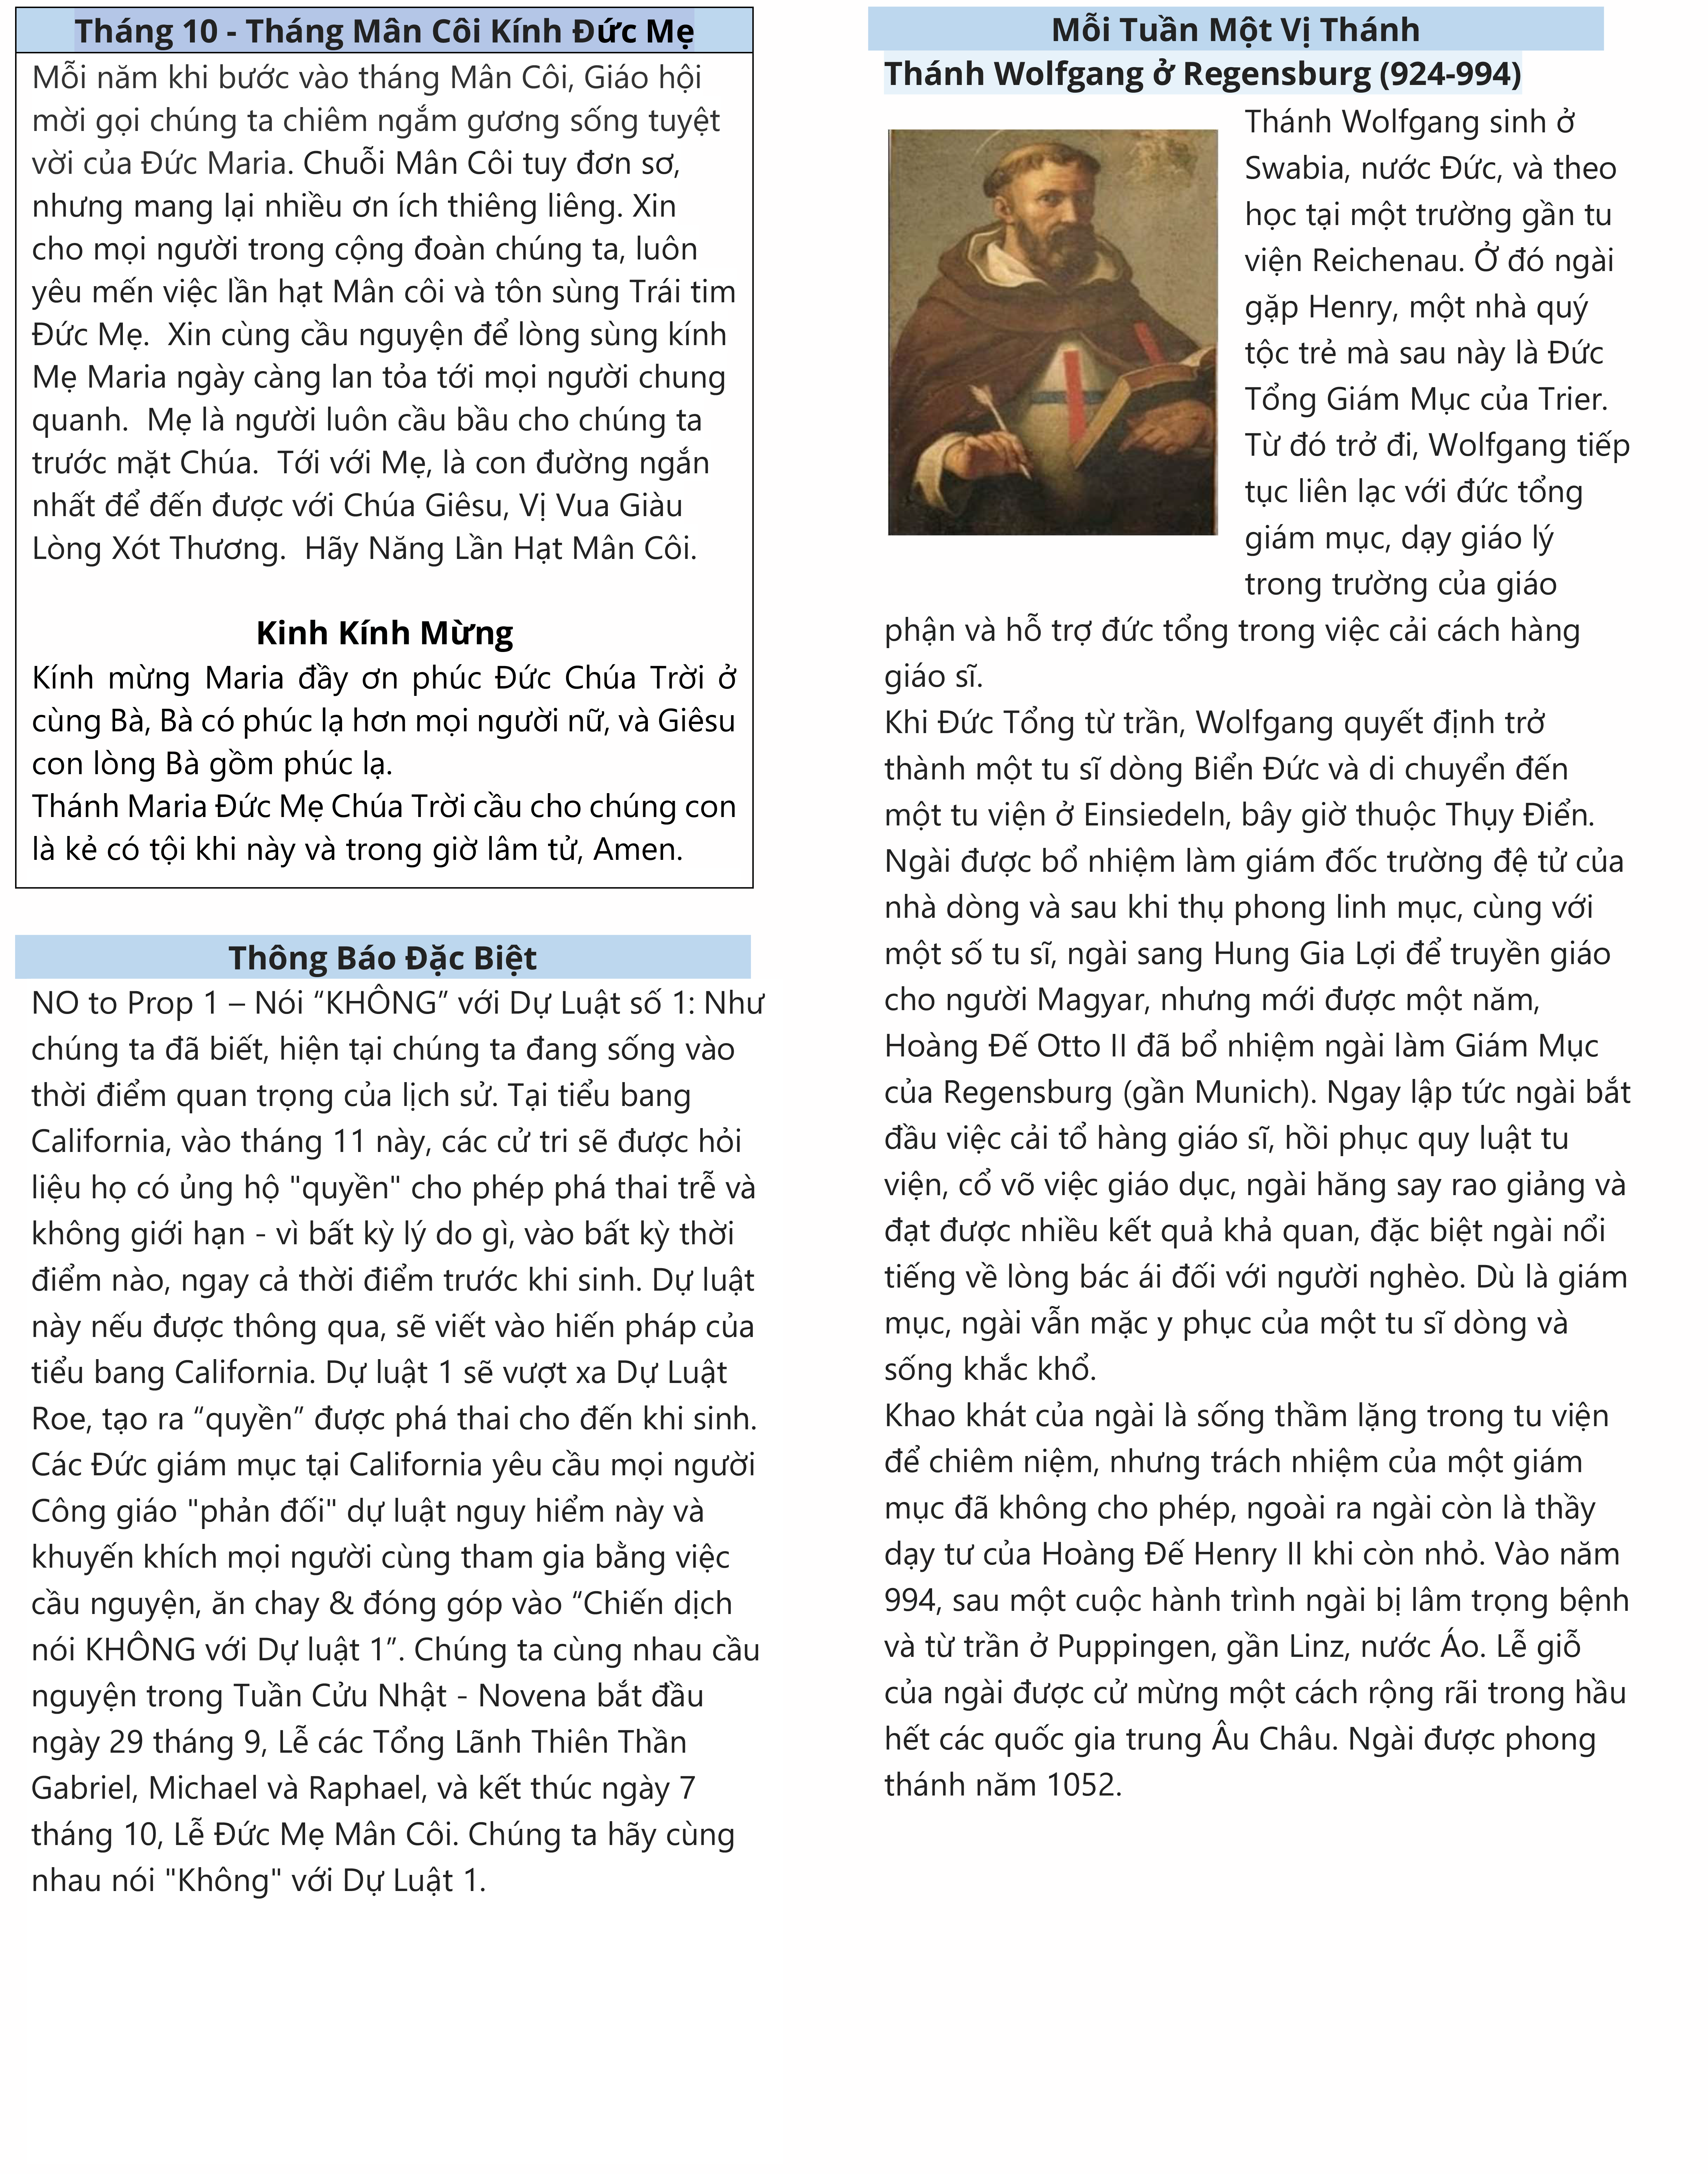 Tháng 10 - Tháng Mân Côi Kính Đức Mẹ
Mỗi năm khi bước vào tháng Mân Côi, Giáo hội
mời gọi chúng ta chiêm ngắm gương sống tuyệt
vời của Đức Maria. Chuỗi Mân Côi tuy đơn sơ,
nhưng mang lại nhiều ơn ích thiêng liêng. Xin
cho mọi người trong cộng đoàn chúng ta, luôn
yêu mến việc lần hạt Mân côi và tôn sùng Trái tim
Đức Mẹ.  Xin cùng cầu nguyện để lòng sùng kính
Mẹ Maria ngày càng lan tỏa tới mọi người chung
quanh.  Mẹ là người luôn cầu bầu cho chúng ta
trước mặt Chúa.  Tới với Mẹ, là con đường ngắn
nhất để đến được với Chúa Giêsu, Vị Vua Giàu
Lòng Xót Thương.  Hãy Năng Lần Hạt Mân Côi.
Kinh Kính Mừng
Kính mừng Maria đầy ơn phúc Đức Chúa Trời ở
cùng Bà, Bà có phúc lạ hơn mọi người nữ, và Giêsu
con lòng Bà gồm phúc lạ.
Thánh Maria Đức Mẹ Chúa Trời cầu cho chúng con
là kẻ có tội khi này và trong giờ lâm tử, Amen.
Thông Báo Đặc Biệt
NO to Prop 1 – Nói “KHÔNG” với Dự Luật số 1: Như
chúng ta đã biết, hiện tại chúng ta đang sống vào
thời điểm quan trọng của lịch sử. Tại tiểu bang
California, vào tháng 11 này, các cử tri sẽ được hỏi
liệu họ có ủng hộ "quyền" cho phép phá thai trễ và
không giới hạn - vì bất kỳ lý do gì, vào bất kỳ thời
điểm nào, ngay cả thời điểm trước khi sinh. Dự luật
này nếu được thông qua, sẽ viết vào hiến pháp của
tiểu bang California. Dự luật 1 sẽ vượt xa Dự Luật
Roe, tạo ra “quyền” được phá thai cho đến khi sinh.
Các Đức giám mục tại California yêu cầu mọi người
Công giáo "phản đối" dự luật nguy hiểm này và
khuyến khích mọi người cùng tham gia bằng việc
cầu nguyện, ăn chay & đóng góp vào “Chiến dịch
nói KHÔNG với Dự luật 1”. Chúng ta cùng nhau cầu
nguyện trong Tuần Cửu Nhật - Novena bắt đầu
ngày 29 tháng 9, Lễ các Tổng Lãnh Thiên Thần
Gabriel, Michael và Raphael, và kết thúc ngày 7
tháng 10, Lễ Đức Mẹ Mân Côi. Chúng ta hãy cùng
nhau nói "Không" với Dự Luật 1.
Mỗi Tuần Một Vị Thánh
Thánh Wolfgang ở Regensburg (924-994)
Thánh Wolfgang sinh ở
Swabia, nước Đức, và theo
học tại một trường gần tu
viện Reichenau. Ở đó ngài
gặp Henry, một nhà quý
tộc trẻ mà sau này là Đức
Tổng Giám Mục của Trier.
Từ đó trở đi, Wolfgang tiếp
tục liên lạc với đức tổng
giám mục, dạy giáo lý
trong trường của giáo
phận và hỗ trợ đức tổng trong việc cải cách hàng
giáo sĩ.
Khi Đức Tổng từ trần, Wolfgang quyết định trở
thành một tu sĩ dòng Biển Đức và di chuyển đến
một tu viện ở Einsiedeln, bây giờ thuộc Thụy Điển.
Ngài được bổ nhiệm làm giám đốc trường đệ tử của
nhà dòng và sau khi thụ phong linh mục, cùng với
một số tu sĩ, ngài sang Hung Gia Lợi để truyền giáo
cho người Magyar, nhưng mới được một năm,
Hoàng Đế Otto II đã bổ nhiệm ngài làm Giám Mục
của Regensburg (gần Munich). Ngay lập tức ngài bắt
đầu việc cải tổ hàng giáo sĩ, hồi phục quy luật tu
viện, cổ võ việc giáo dục, ngài hăng say rao giảng và
đạt được nhiều kết quả khả quan, đặc biệt ngài nổi
tiếng về lòng bác ái đối với người nghèo. Dù là giám
mục, ngài vẫn mặc y phục của một tu sĩ dòng và
sống khắc khổ.
Khao khát của ngài là sống thầm lặng trong tu viện
để chiêm niệm, nhưng trách nhiệm của một giám
mục đã không cho phép, ngoài ra ngài còn là thầy
dạy tư của Hoàng Đế Henry II khi còn nhỏ. Vào năm
994, sau một cuộc hành trình ngài bị lâm trọng bệnh
và từ trần ở Puppingen, gần Linz, nước Áo. Lễ giỗ
của ngài được cử mừng một cách rộng rãi trong hầu
hết các quốc gia trung Âu Châu. Ngài được phong
thánh năm 1052.